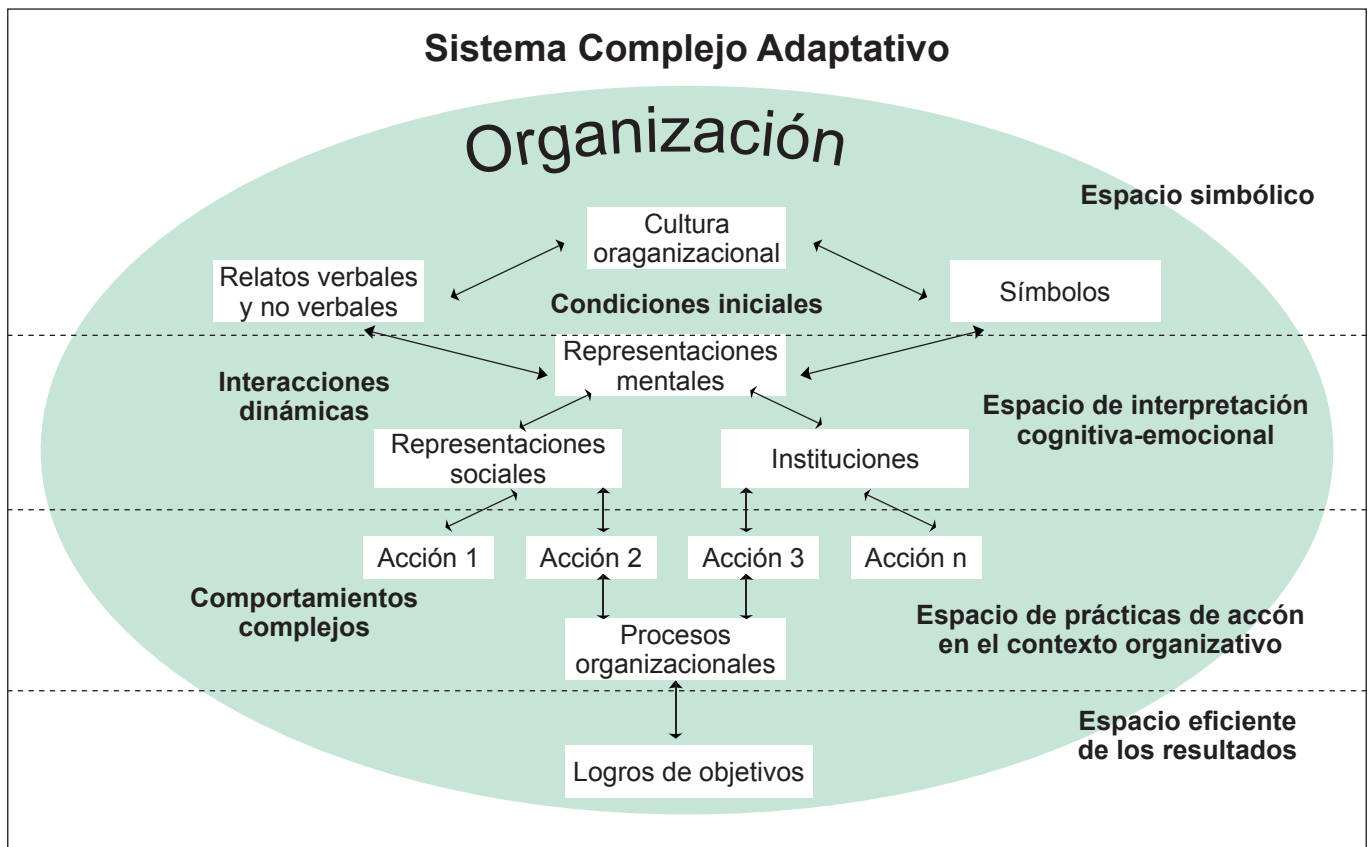 Sistema Complejo Adaptativo
Organización
Espacio simbólico
Cultura
oraganizacional
Relatos verbales
y no verbales
Símbolos
Condiciones iniciales
Representaciones
mentales
Interacciones
dinámicas
Espacio de interpretación
cognitiva-emocional
Representaciones
sociales
Instituciones
Acción 1
Acción 2
Acción 3
Acción n
Comportamientos
complejos
Espacio de prácticas de accón
en el contexto organizativo
Procesos
organizacionales
Espacio eficiente
de los resultados
Logros de objetivos